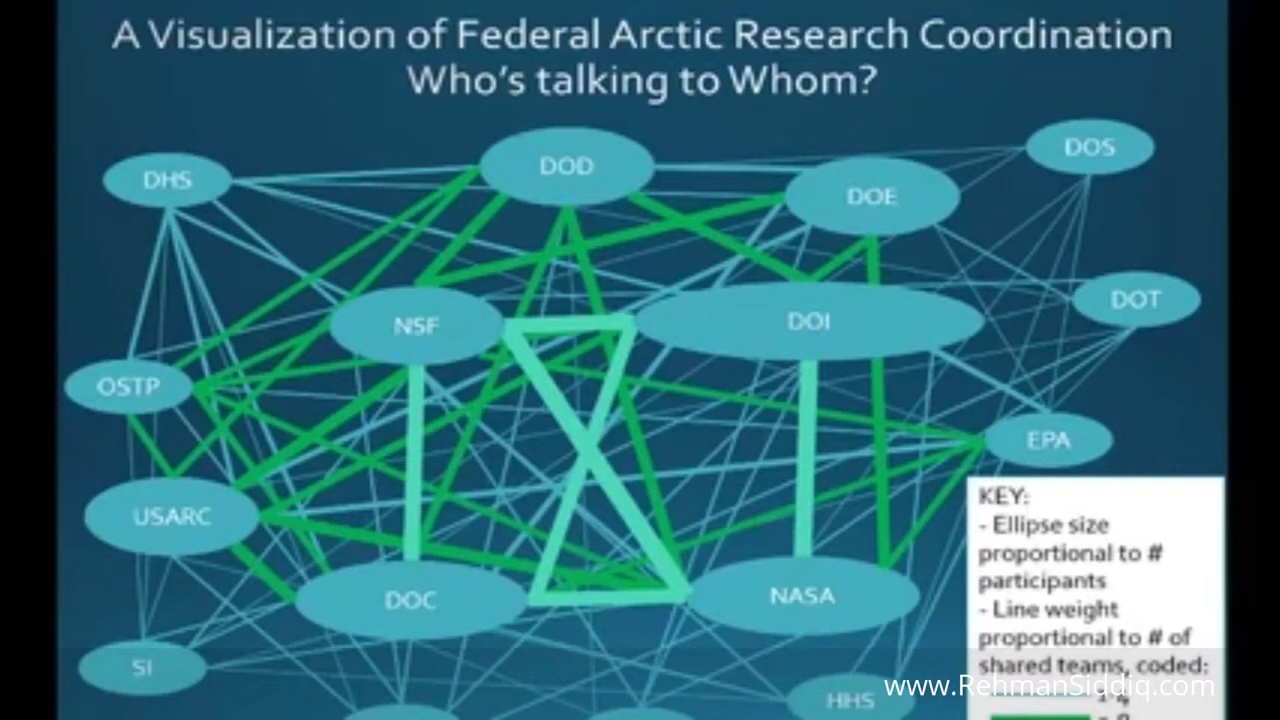 A Visualization of Federal Arctic Research Coordination
Who's talking to Whom?
DHS
DOD
DOE
DOS
NSF
DOI
DOT
OSTP
EPA
USARC
DOC
NASA
SI
HHS
KEY:
- Ellipse size
proportional to #
participants
- Line weight
proportional to # of
shared teams, coded:
www.RehmanSiddiq.com